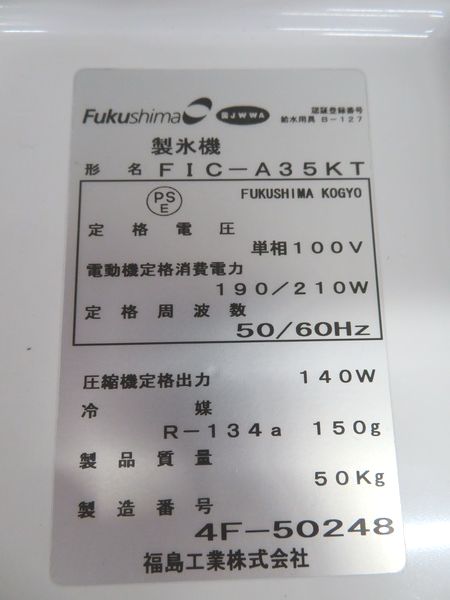 Fukushima JWWA 認証登録番号
給水用具 B-127
製氷機
形名 FIC-A35KT
PS
E
FUKUSHIMA KOGYO
定格電圧
単相100V
電動機定格消費電力
190/210W
定格周波数
50/60Hz
圧縮機定格出力 140W
冷媒
R-134a 150g
製品質量
50Kg
製造番号
4F-50248
福島工業株式会社